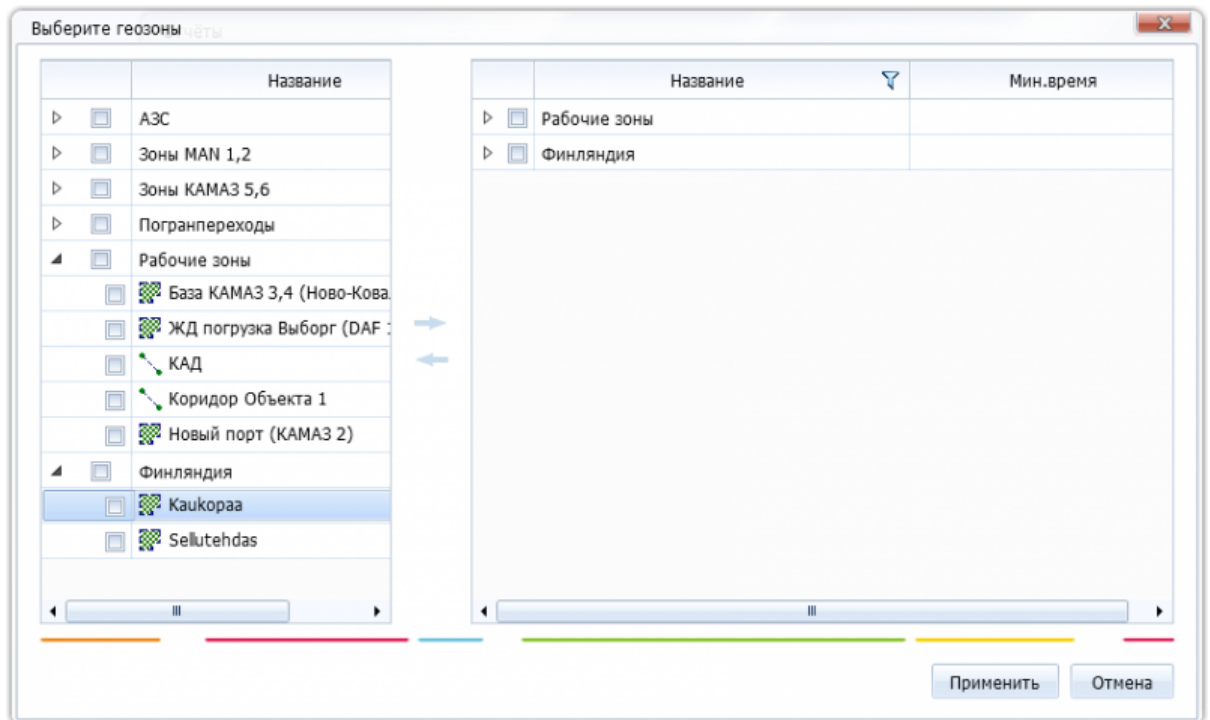 Выберите геозоны
Отчёты
Название
АЗС
Зоны MAN 1,2
Зоны КАМАЗ 5,6
Погранпереходы
Рабочие зоны
База КАМАЗ 3,4 (Ново-Кова
ЖД погрузка Выборг (DAF
КАД
Коридор Объекта 1
Новый порт (КАМАЗ 2)
Финляндия
Kaukopaa
Sellutehdas
Название Мин.время
Рабочие зоны
Финляндия
Применить Отмена